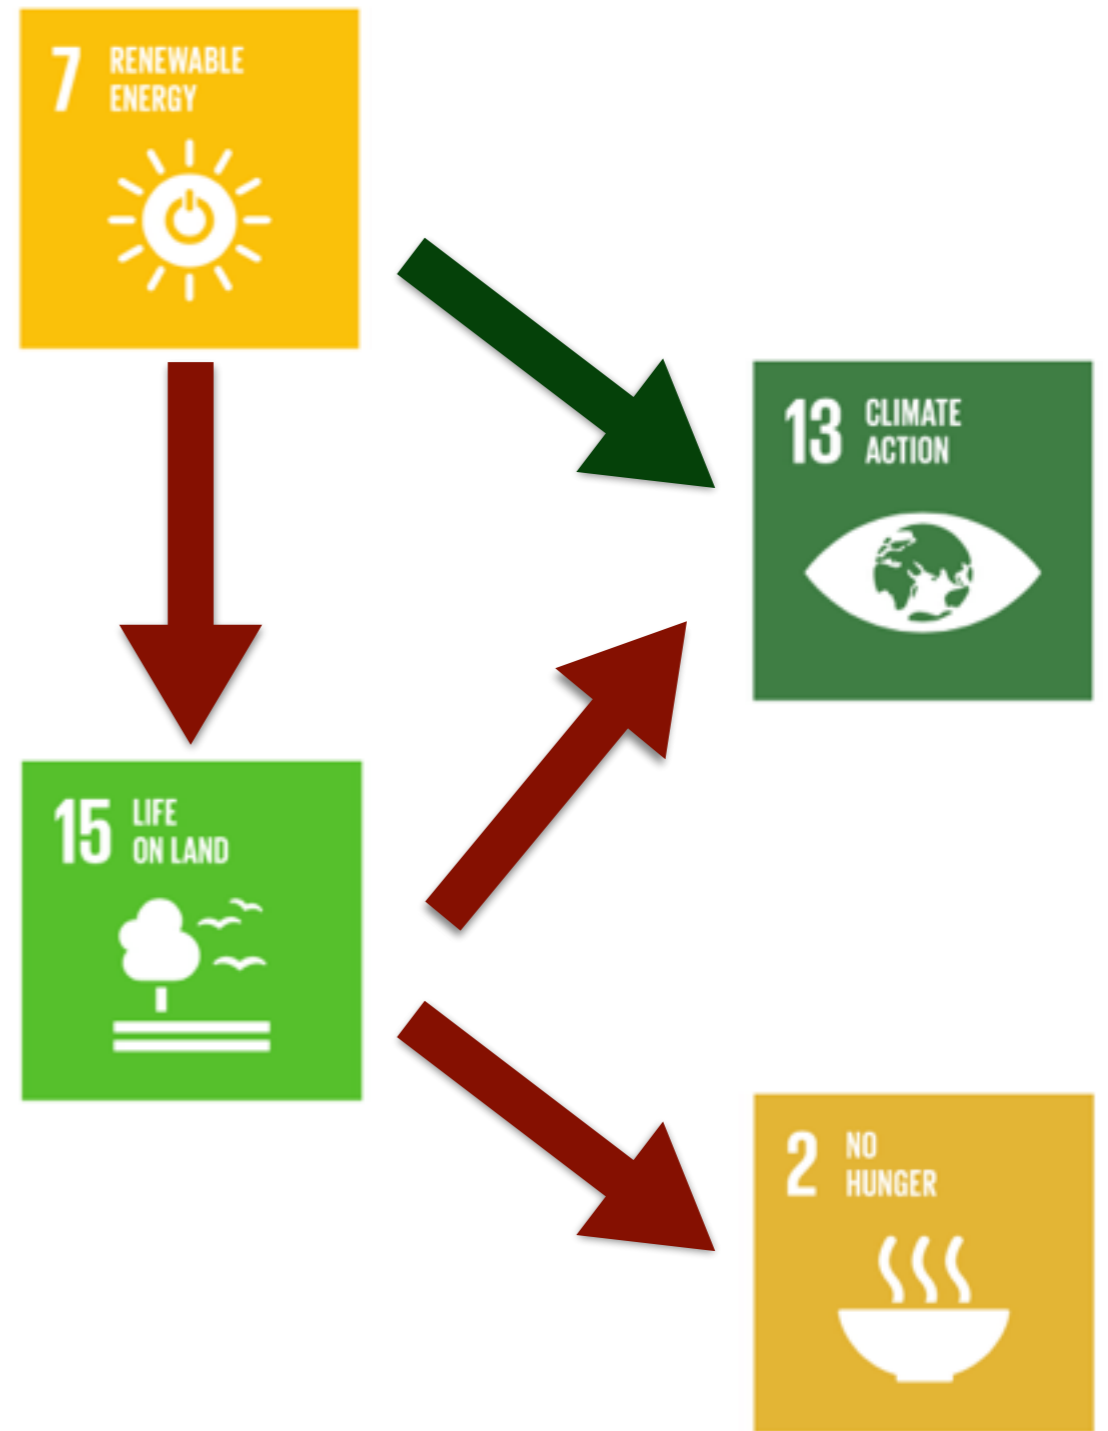 7 RENEWABLE
ENERGY
13 CLIMATE
ACTION
15 LIFE
ON LAND
2 NO
HUNGER